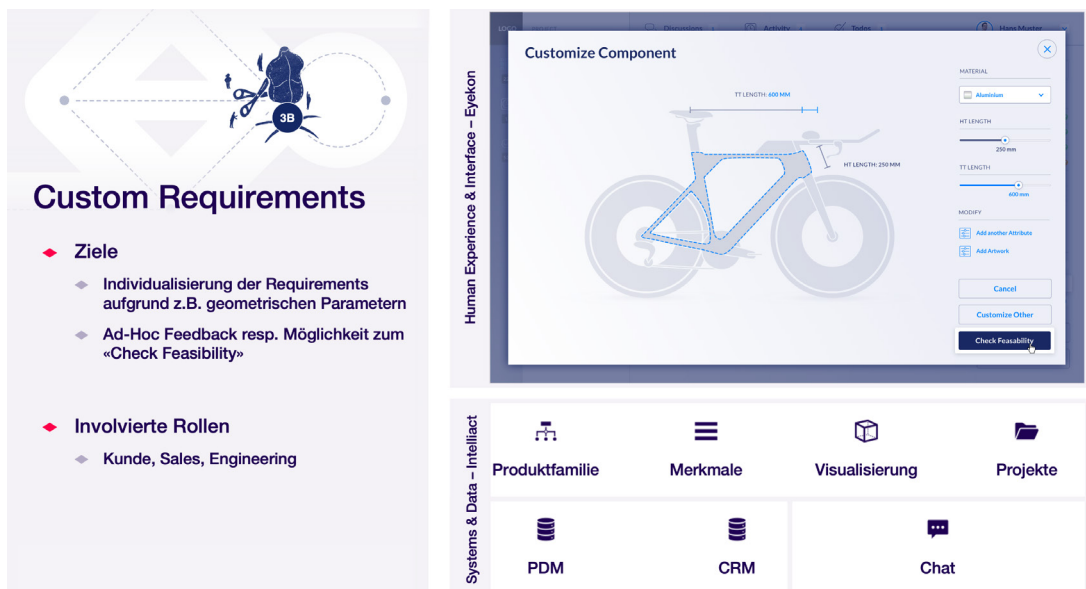 3B
Custom Requirements
Ziele
Individualisierung der Requirements
aufgrund z.B. geometrischen Parametern
Ad-Hoc Feedback resp. Möglichkeit zum
«Check Feasibility»
Involvierte Rollen
Kunde, Sales, Engineering
Human Experience & Interface – Eyekon
LOGO
Discussions
Activity
Todos
Hans Muster
Customize Component
TT LENGTH: 600 MM
HT LENGTH: 250 MM
MATERIAL
Aluminium
HT LENGTH
250 mm
TT LENGTH
600 mm
MODIFY
Add another Attribute
Add Artwork
Cancel
Customize Other
Check Feasability
Systems & Data – Intelliact
Produktfamilie
Merkmale
Visualisierung
Projekte
PDM
CRM
Chat